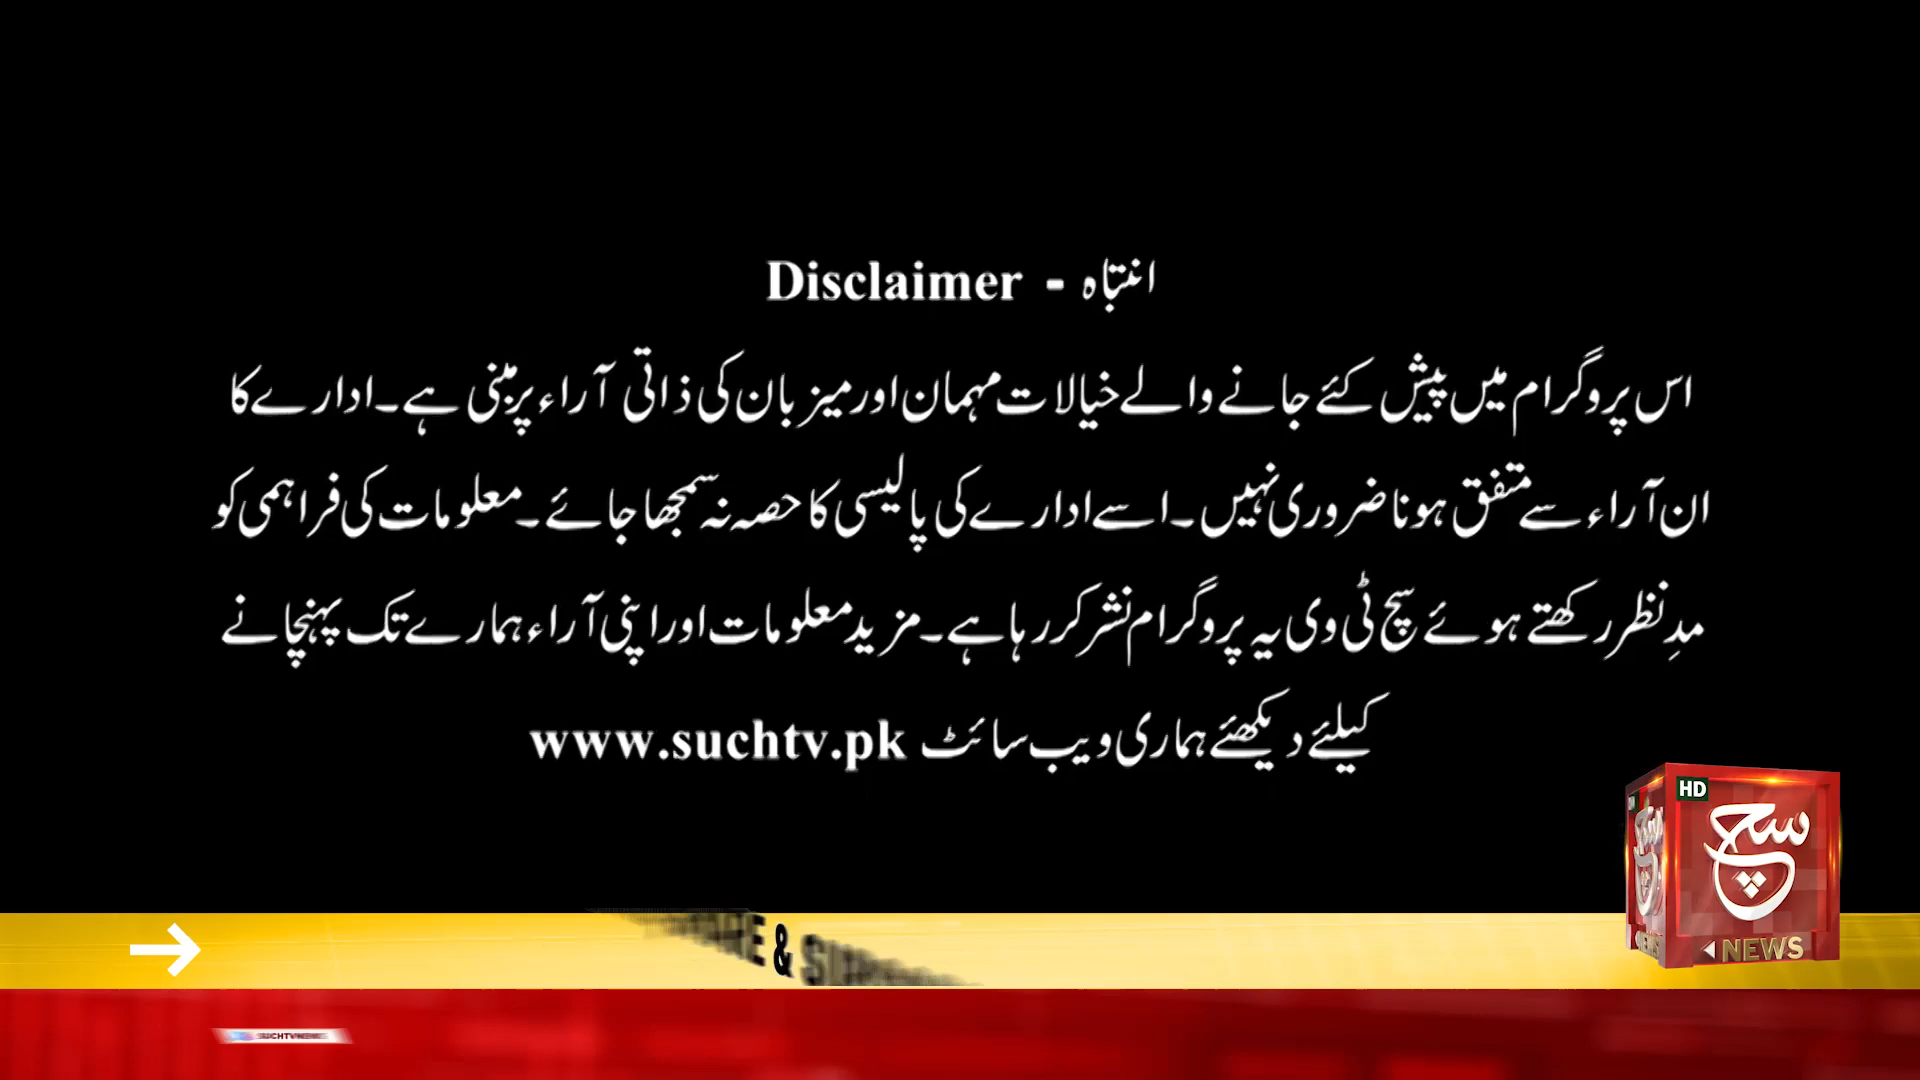 انتباہ - Disclaimer
اس پروگرام میں پیش کئے جانے والے خیالات مہمان اور میزبان کی ذاتی آراء پر مبنی ہے۔ ادارے کا
ان آراء سے متفق ہونا ضروری نہیں۔ اسے ادارے کی پالیسی کا حصہ نہ سمجھا جائے۔ معلومات کی فراہمی کو
مدِنظر رکھتے ہوئے سچ ٹی وی یہ پروگرام نشر کر رہا ہے۔ مزید معلومات اور اپنی آراء ہمارے تک پہنچانے
کیلئے دیکھئے ہماری ویب سائٹ www.suchtv.pk
HD
سچ
NEWS
&
SUCHTVNEWS